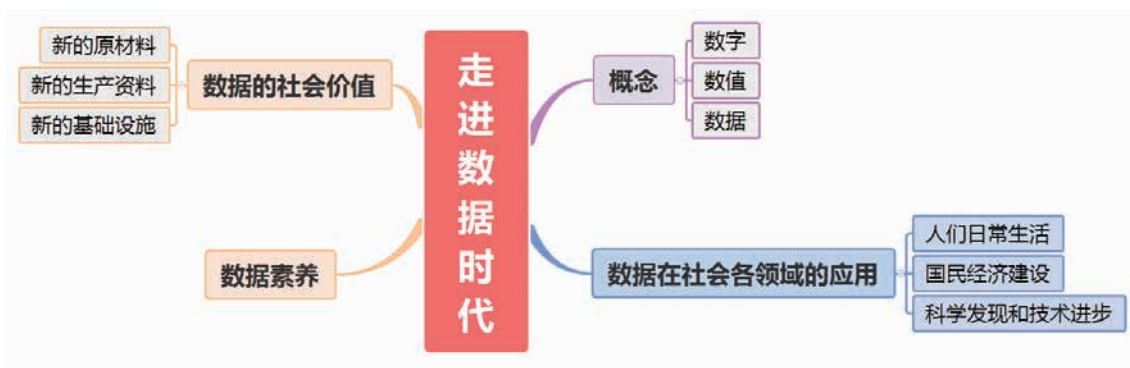 走进数据时代
概念
数字
数值
数据
数据在社会各领域的应用
人们日常生活
国民经济建设
科学发现和技术进步
数据的社会价值
新的原材料
新的生产资料
新的基础设施
数据素养